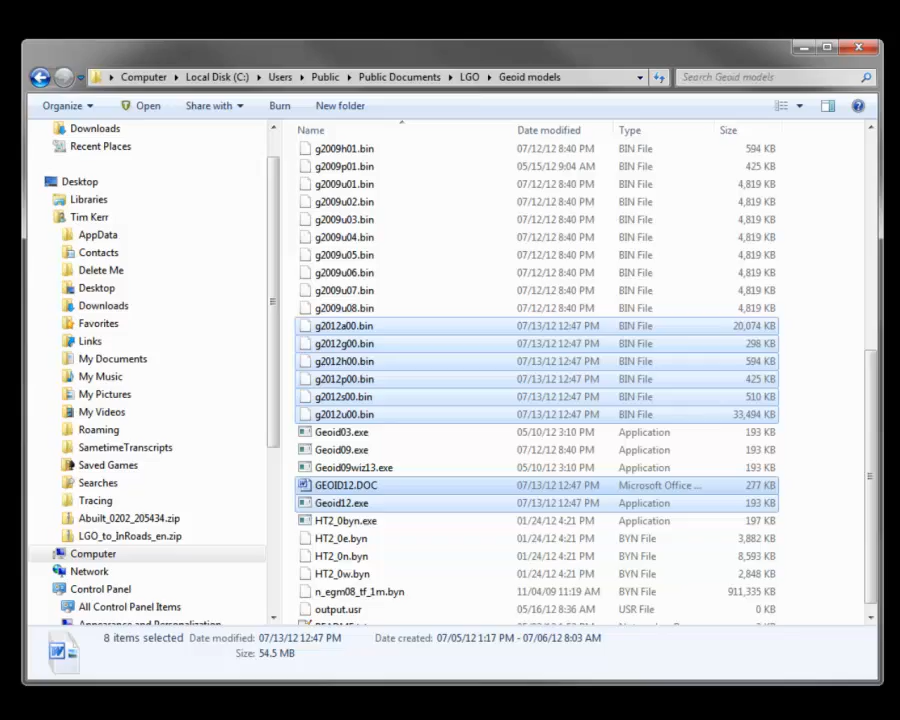 Computer Local Disk (C:) Users Public Public Documents LGO Geoid models Search Geoid models
Organize Open Share with Burn New folder
Downloads
Recent Places
Desktop
Libraries
Tim Kerr
AppData
Contacts
Delete Me
Desktop
Downloads
Favorites
Links
My Documents
My Music
My Pictures
My Videos
Roaming
SametimeTranscripts
Saved Games
Searches
Tracing
Abuilt_0202_205434.zip
LGO_to_InRoads_en.zip
Computer
Network
Control Panel
All Control Panel Items
Appearance and Personalization
Name Date modified Type Size
g2009h01.bin 07/12/12 8:40 PM BIN File 594 KB
g2009p01.bin 05/15/12 9:04 AM BIN File 425 KB
g2009u01.bin 07/12/12 8:40 PM BIN File 4,819 KB
g2009u02.bin 07/12/12 8:40 PM BIN File 4,819 KB
g2009u03.bin 07/12/12 8:40 PM BIN File 4,819 KB
g2009u04.bin 07/12/12 8:40 PM BIN File 4,819 KB
g2009u05.bin 07/12/12 8:40 PM BIN File 4,819 KB
g2009u06.bin 07/12/12 8:40 PM BIN File 4,819 KB
g2009u07.bin 07/12/12 8:40 PM BIN File 4,819 KB
g2009u08.bin 07/12/12 8:40 PM BIN File 4,819 KB
g2012a00.bin 07/13/12 12:47 PM BIN File 20,074 KB
g2012g00.bin 07/13/12 12:47 PM BIN File 298 KB
g2012h00.bin 07/13/12 12:47 PM BIN File 594 KB
g2012p00.bin 07/13/12 12:47 PM BIN File 425 KB
g2012s00.bin 07/13/12 12:47 PM BIN File 510 KB
g2012u00.bin 07/13/12 12:47 PM BIN File 33,494 KB
Geoid03.exe 05/10/12 3:10 PM Application 193 KB
Geoid09.exe 07/12/12 8:40 PM Application 193 KB
Geoid09wiz13.exe 05/10/12 3:10 PM Application 193 KB
GEOID12.DOC 07/13/12 12:47 PM Microsoft Office ... 277 KB
Geoid12.exe 07/13/12 12:47 PM Application 193 KB
HT2_0byn.exe 01/24/12 4:21 PM Application 197 KB
HT2_0e.byn 01/24/12 4:21 PM BYN File 3,882 KB
HT2_0n.byn 01/24/12 4:21 PM BYN File 8,593 KB
HT2_0w.byn 01/24/12 4:21 PM BYN File 2,848 KB
n_egm08_tf_1m.byn 11/04/09 11:19 AM BYN File 911,335 KB
output.usr 05/16/12 8:36 AM USR File 0 KB
8 items selected Date modified: 07/13/12 12:47 PM Date created: 07/05/12 1:17 PM - 07/06/12 8:03 AM
Size: 54.5 MB